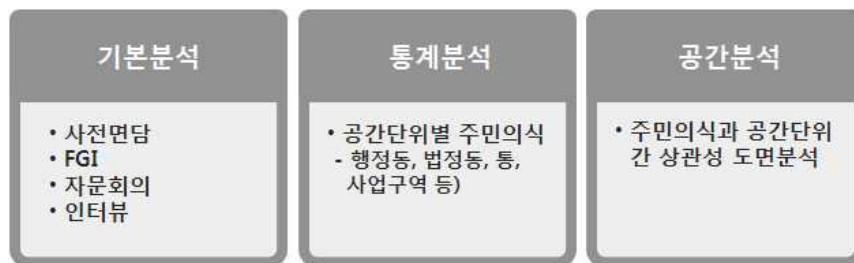 기본분석
• 사전면담
• FGI
• 자문회의
• 인터뷰
통계분석
• 공간단위별 주민의식
- 행정동, 법정동, 통,
사업구역 등)
공간분석
• 주민의식과 공간단위
간 상관성 도면분석